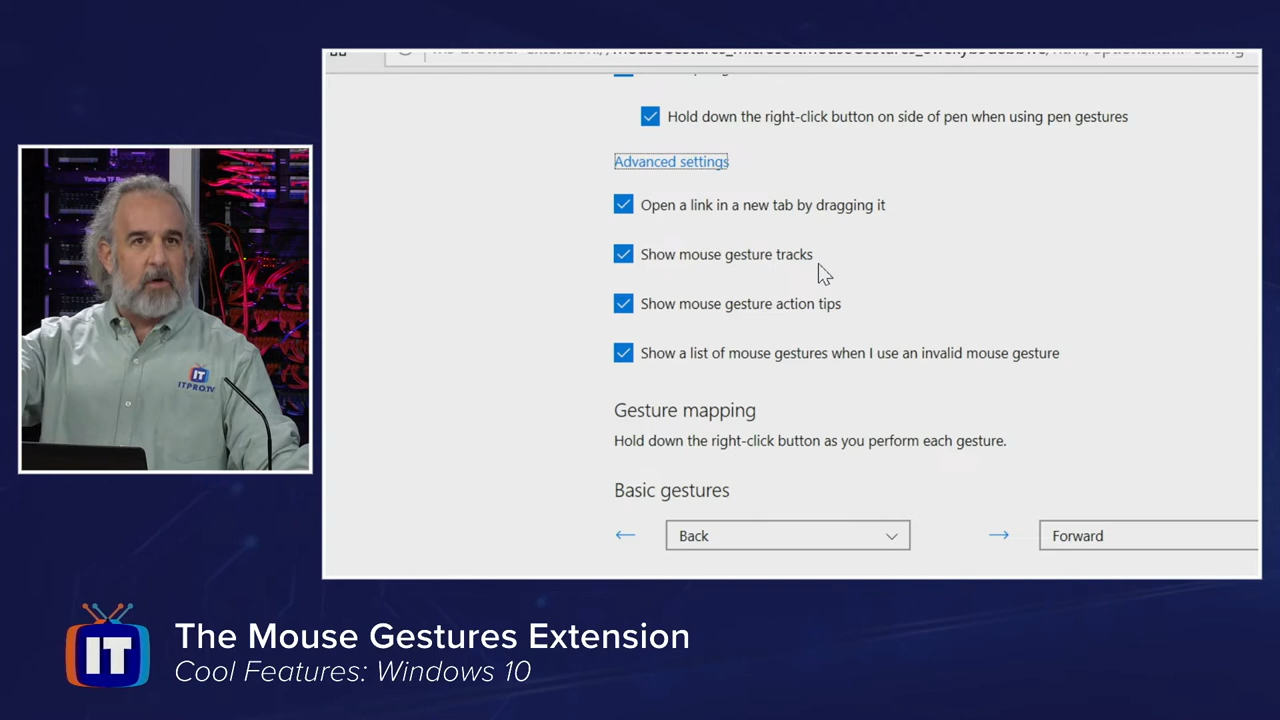 Hold down the right-click button on side of pen when using pen gestures
Advanced settings
Open a link in a new tab by dragging it
Show mouse gesture tracks
Show mouse gesture action tips
Show a list of mouse gestures when I use an invalid mouse gesture
Gesture mapping
Hold down the right-click button as you perform each gesture.
Basic gestures
← Back → Forward
IT
ITPRO.TV
IT
The Mouse Gestures Extension
Cool Features: Windows 10